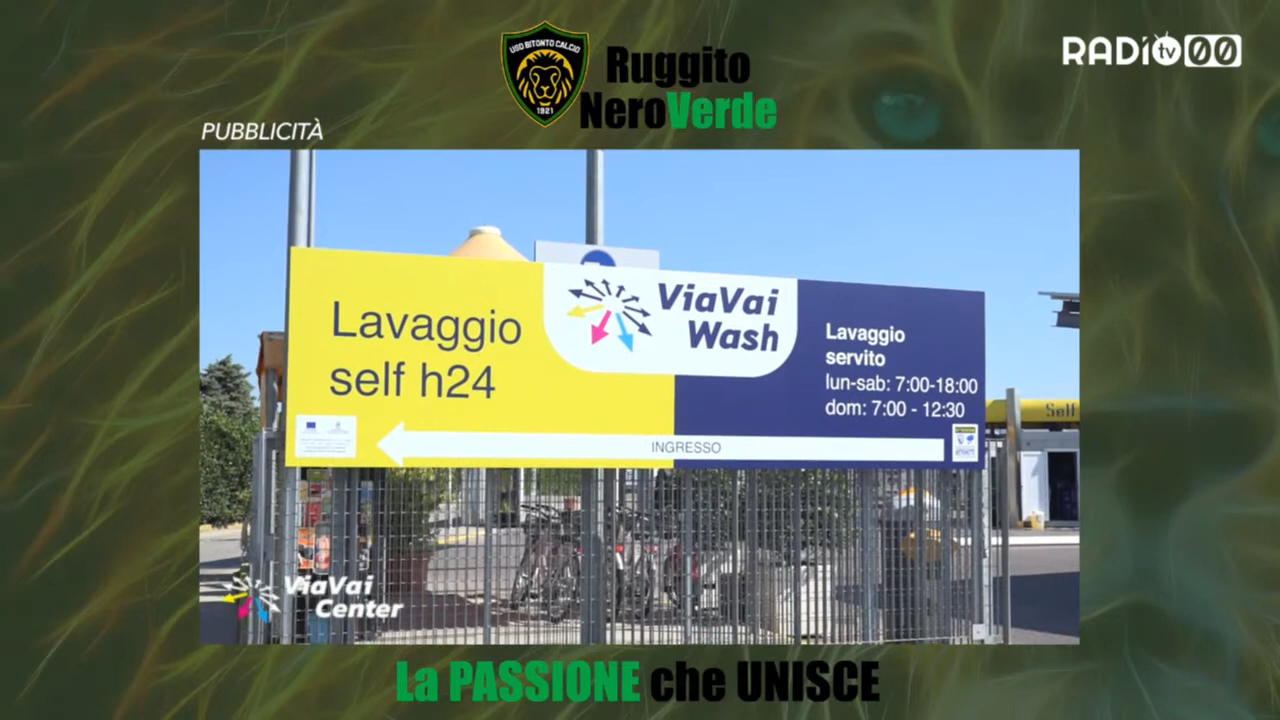 USD BITONTO CALCIO
1921
Ruggito
NeroVerde
RADIO tv 00
PUBBLICITÀ
Lavaggio
self h24
ViaVai
Wash
Lavaggio
servito
lun-sab: 7:00-18:00
dom: 7:00 - 12:30
INGRESSO
Self
ViaVai
Center
La PASSIONE che UNISCE